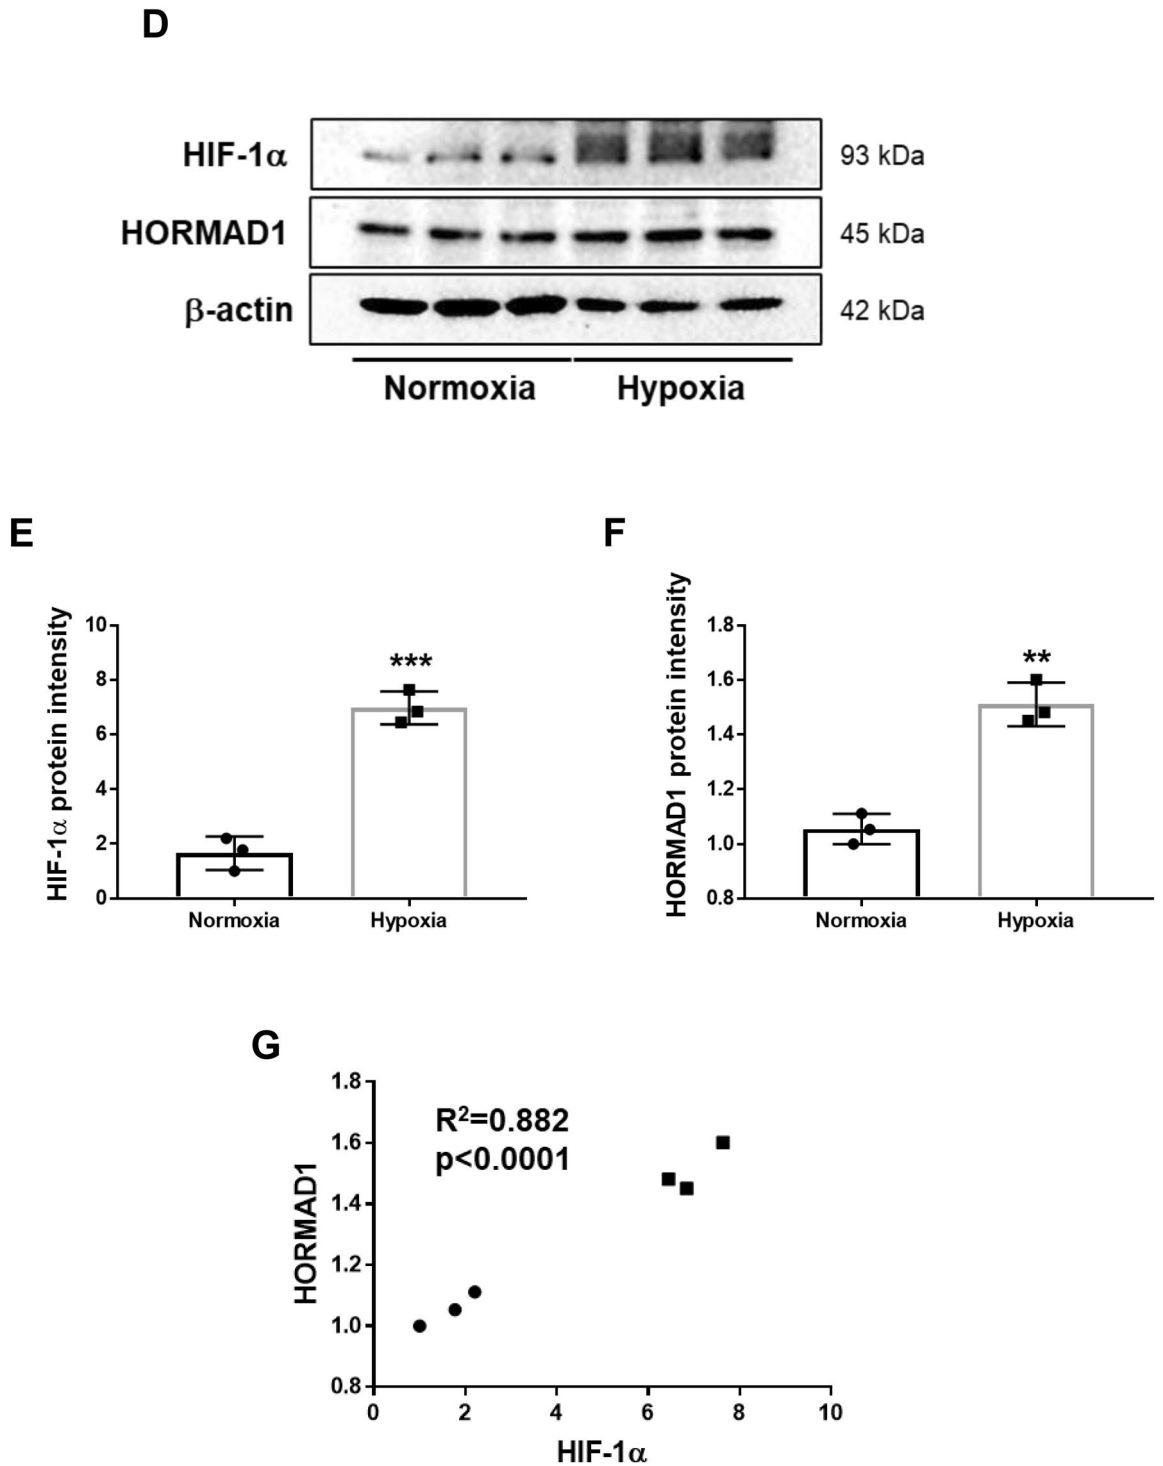 D
HIF-1α 93 kDa
HORMAD1 45 kDa
β-actin 42 kDa
Normoxia Hypoxia
E
HIF-1α protein intensity
10
8
6
4
2
0
***
Normoxia Hypoxia
F
HORMAD1 protein intensity
1.8
1.6
1.4
1.2
1.0
0.8
**
Normoxia Hypoxia
G
HORMAD1
1.8
1.6
1.4
1.2
1.0
0.8
R²=0.882
p<0.0001
0 2 4 6 8 10
HIF-1α